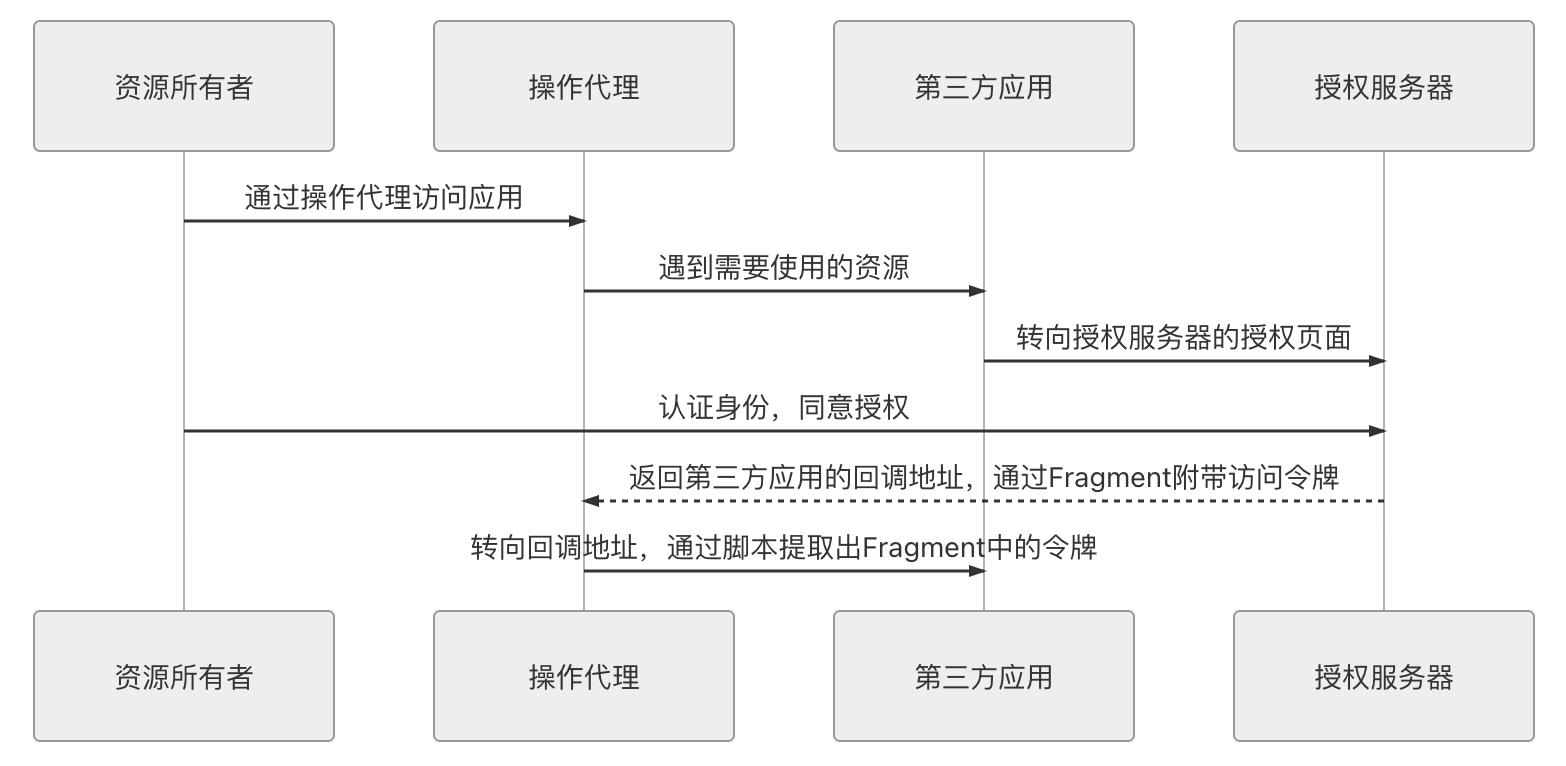 资源所有者
操作代理
第三方应用
授权服务器
通过操作代理访问应用
遇到需要使用的资源
转向授权服务器的授权页面
认证身份，同意授权
返回第三方应用的回调地址，通过Fragment附带访问令牌
转向回调地址，通过脚本提取出Fragment中的令牌
资源所有者
操作代理
第三方应用
授权服务器